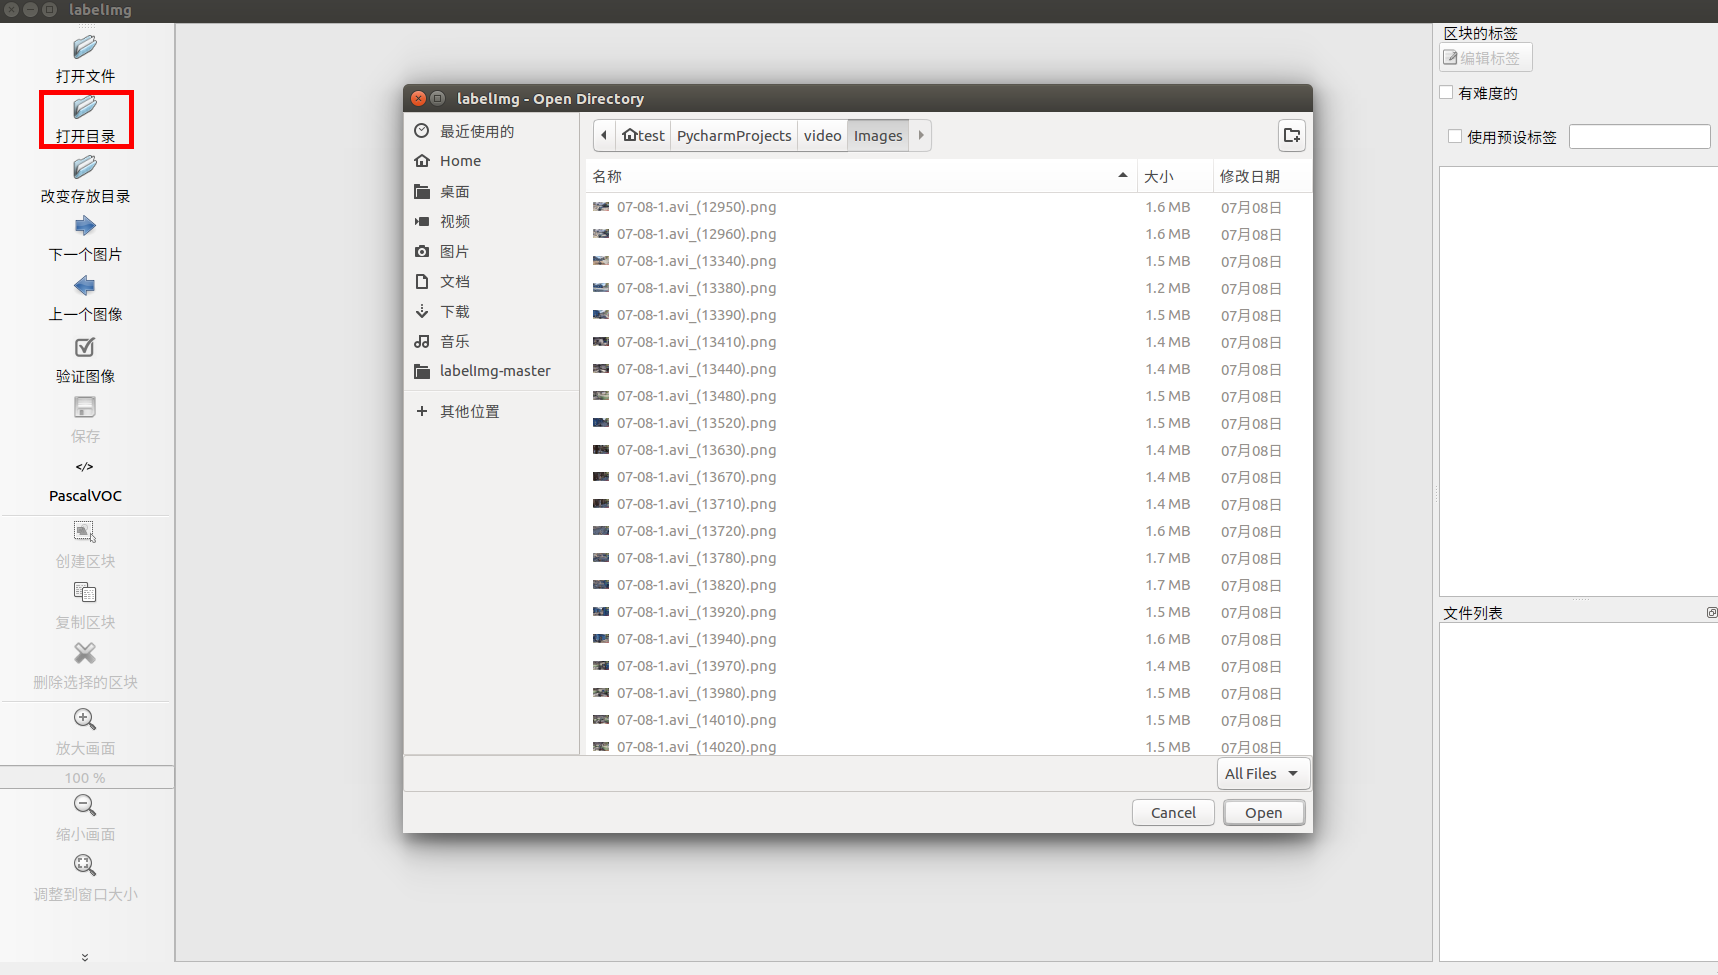 labelImg
打开文件
打开目录
改变存放目录
下一个图片
上一个图像
验证图像
保存
</>
PascalVOC
创建区块
复制区块
删除选择的区块
放大画面
100 %
缩小画面
调整到窗口大小
labelImg - Open Directory
最近使用的
Home
桌面
视频
图片
文档
下载
音乐
labelImg-master
其他位置
test PycharmProjects video Images
名称 大小 修改日期
07-08-1.avi_(12950).png 1.6 MB 07月08日
07-08-1.avi_(12960).png 1.6 MB 07月08日
07-08-1.avi_(13340).png 1.5 MB 07月08日
07-08-1.avi_(13380).png 1.2 MB 07月08日
07-08-1.avi_(13390).png 1.5 MB 07月08日
07-08-1.avi_(13410).png 1.4 MB 07月08日
07-08-1.avi_(13440).png 1.4 MB 07月08日
07-08-1.avi_(13480).png 1.5 MB 07月08日
07-08-1.avi_(13520).png 1.5 MB 07月08日
07-08-1.avi_(13630).png 1.4 MB 07月08日
07-08-1.avi_(13670).png 1.4 MB 07月08日
07-08-1.avi_(13710).png 1.4 MB 07月08日
07-08-1.avi_(13720).png 1.6 MB 07月08日
07-08-1.avi_(13780).png 1.7 MB 07月08日
07-08-1.avi_(13820).png 1.7 MB 07月08日
07-08-1.avi_(13920).png 1.5 MB 07月08日
07-08-1.avi_(13940).png 1.6 MB 07月08日
07-08-1.avi_(13970).png 1.4 MB 07月08日
07-08-1.avi_(13980).png 1.5 MB 07月08日
07-08-1.avi_(14010).png 1.5 MB 07月08日
07-08-1.avi_(14020).png 1.5 MB 07月08日
All Files
Cancel Open
区块的标签
编辑标签
有难度的
使用预设标签
文件列表